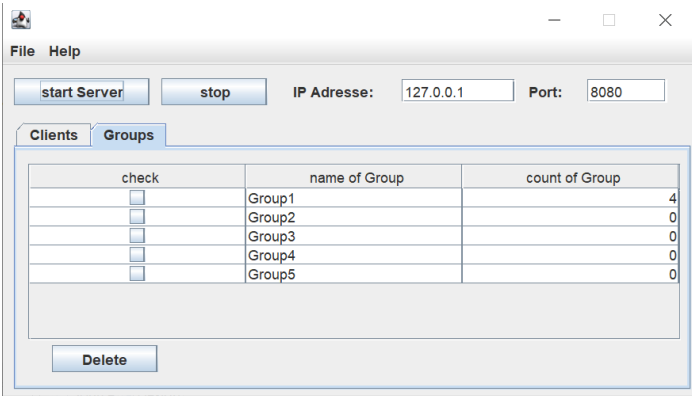 File Help
start Server stop IP Adresse: 127.0.0.1 Port: 8080
Clients Groups
check name of Group count of Group
Group1 4
Group2 0
Group3 0
Group4 0
Group5 0
Delete